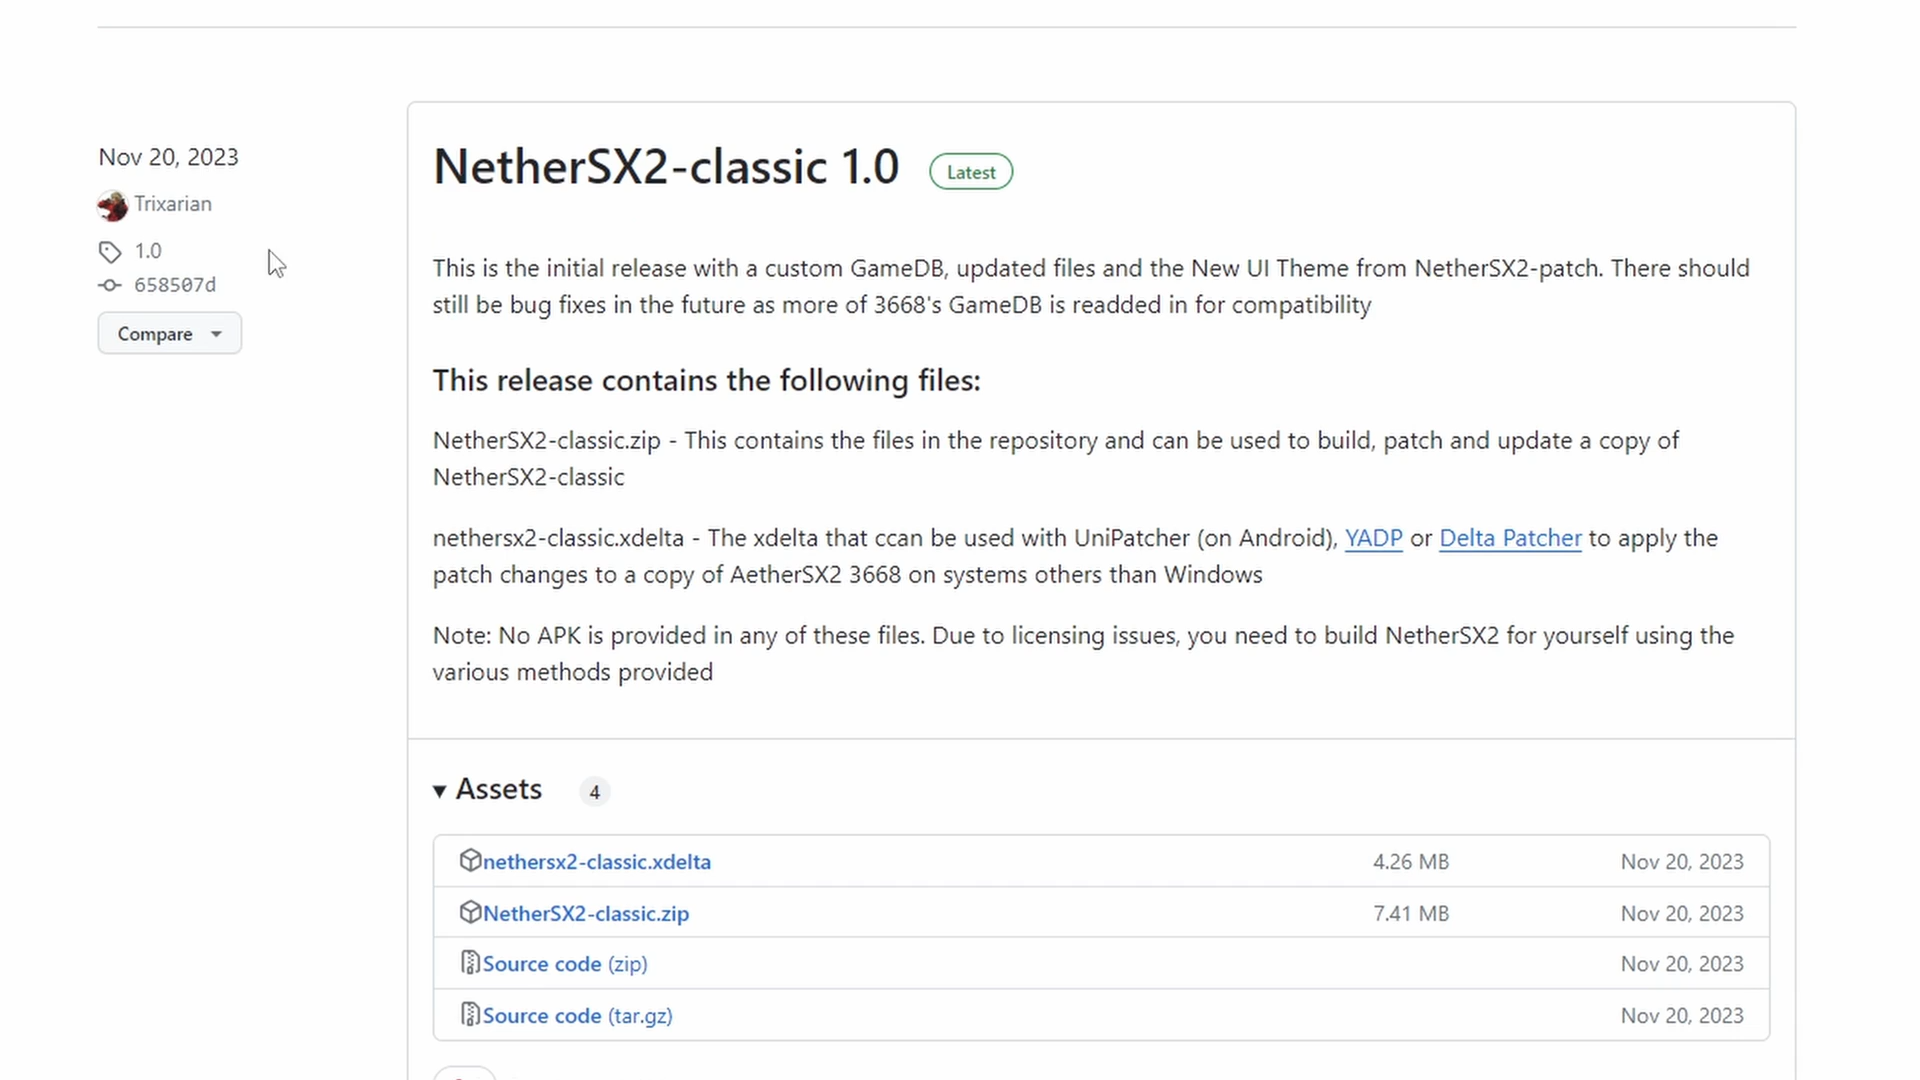 Nov 20, 2023
Trixarian
1.0
658507d
Compare
NetherSX2-classic 1.0 Latest
This is the initial release with a custom GameDB, updated files and the New UI Theme from NetherSX2-patch. There should
still be bug fixes in the future as more of 3668's GameDB is readded in for compatibility
This release contains the following files:
NetherSX2-classic.zip - This contains the files in the repository and can be used to build, patch and update a copy of
NetherSX2-classic
nethersx2-classic.xdelta - The xdelta that ccan be used with UniPatcher (on Android), YADP or Delta Patcher to apply the
patch changes to a copy of AetherSX2 3668 on systems others than Windows
Note: No APK is provided in any of these files. Due to licensing issues, you need to build NetherSX2 for yourself using the
various methods provided
Assets 4
nethersx2-classic.xdelta 4.26 MB Nov 20, 2023
NetherSX2-classic.zip 7.41 MB Nov 20, 2023
Source code (zip) Nov 20, 2023
Source code (tar.gz) Nov 20, 2023